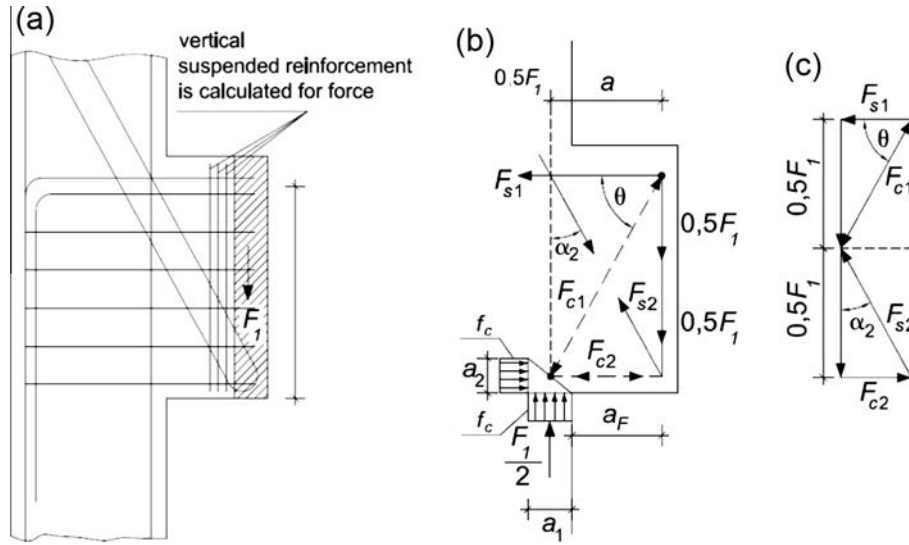 (a)
vertical
suspended reinforcement
is calculated for force
F1
(b)
0.5F1
a
Fs1
θ
0,5F1
α2
Fc1
Fs2
0,5F1
fc
Fc2
a2
fc
aF
F1
2
a1
(c)
Fs1
θ
0,5F1
Fc1
0,5F1
α2
Fs2
Fc2